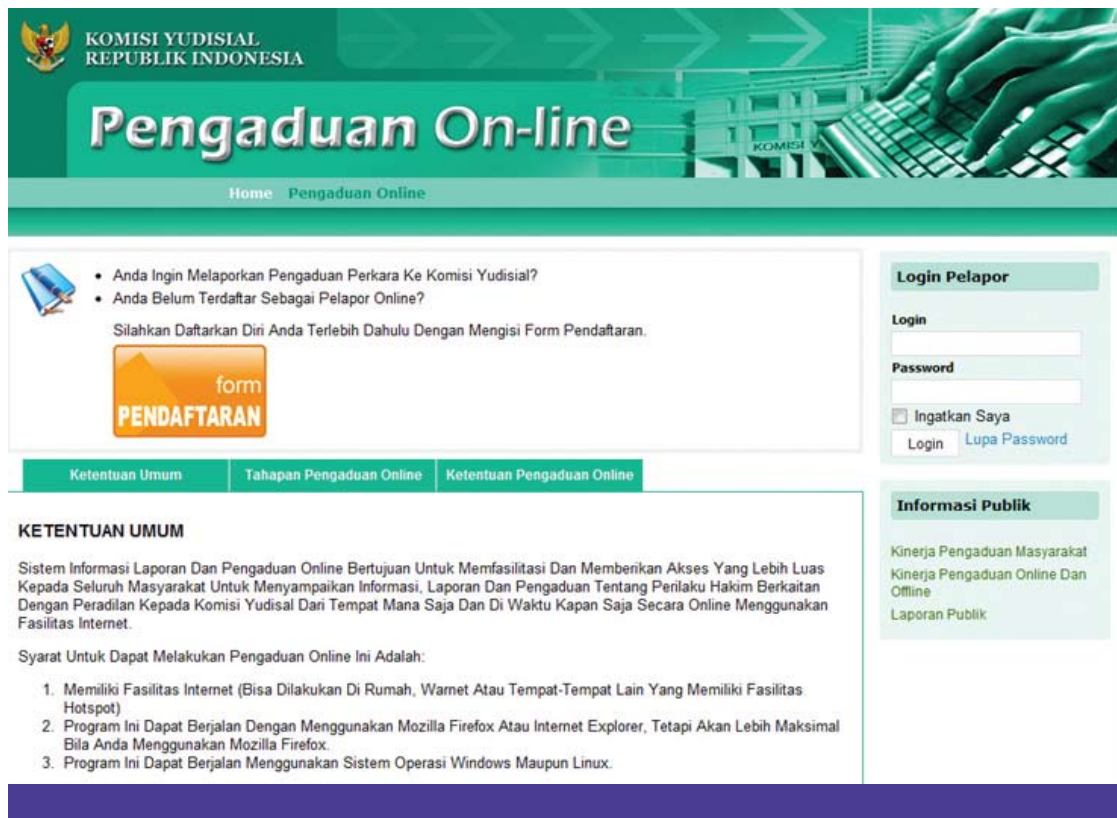 KOMISI YUDISIAL
REPUBLIK INDONESIA
Pengaduan On-line
KOMISI Y
Home Pengaduan Online
Anda Ingin Melaporkan Pengaduan Perkara Ke Komisi Yudisial?
Anda Belum Terdaftar Sebagai Pelapor Online?
Silahkan Daftarkan Diri Anda Terlebih Dahulu Dengan Mengisi Form Pendaftaran.
form
PENDAFTARAN
Login Pelapor
Login
Password
Ingatkan Saya
Login Lupa Password
Ketentuan Umum Tahapan Pengaduan Online Ketentuan Pengaduan Online
KETENTUAN UMUM
Sistem Informasi Laporan Dan Pengaduan Online Bertujuan Untuk Memfasilitasi Dan Memberikan Akses Yang Lebih Luas
Kepada Seluruh Masyarakat Untuk Menyampaikan Informasi, Laporan Dan Pengaduan Tentang Perilaku Hakim Berkaitan
Dengan Peradilan Kepada Komisi Yudisal Dari Tempat Mana Saja Dan Di Waktu Kapan Saja Secara Online Menggunakan
Fasilitas Internet.
Syarat Untuk Dapat Melakukan Pengaduan Online Ini Adalah:
1. Memiliki Fasilitas Internet (Bisa Dilakukan Di Rumah, Warnet Atau Tempat-Tempat Lain Yang Memiliki Fasilitas
Hotspot)
2. Program Ini Dapat Berjalan Dengan Menggunakan Mozilla Firefox Atau Internet Explorer, Tetapi Akan Lebih Maksimal
Bila Anda Menggunakan Mozilla Firefox.
3. Program Ini Dapat Berjalan Menggunakan Sistem Operasi Windows Maupun Linux.
Informasi Publik
Kinerja Pengaduan Masyarakat
Kinerja Pengaduan Online Dan
Offline
Laporan Publik